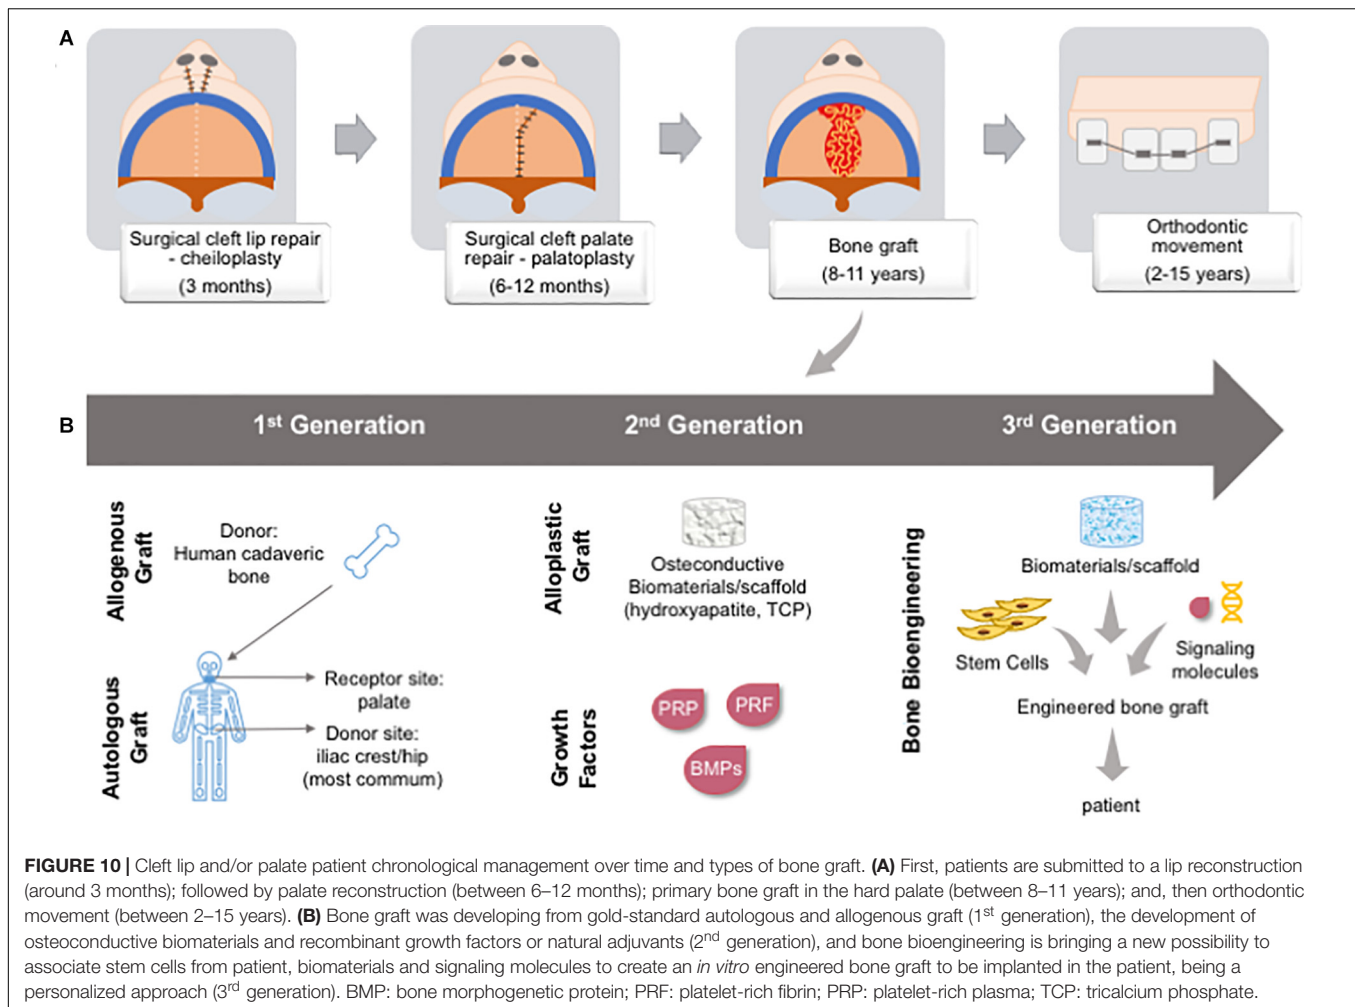 A
Surgical cleft lip repair
- cheiloplasty
(3 months)
Surgical cleft palate
repair - palatoplasty
(6-12 months)
Bone graft
(8-11 years)
Orthodontic
movement
(2-15 years)
B
1st Generation
2nd Generation
3rd Generation
Allogenous
Graft
Donor:
Human cadaveric
bone
Autologous
Graft
Receptor site:
palate
Donor site:
iliac crest/hip
(most commum)
Alloplastic
Graft
Osteconductive
Biomaterials/scaffold
(hydroxyapatite, TCP)
Growth
Factors
PRP
PRF
BMPs
Bone Bioengineering
Biomaterials/scaffold
Stem Cells
Signaling
molecules
Engineered bone graft
patient
FIGURE 10 | Cleft lip and/or palate patient chronological management over time and types of bone graft. (A) First, patients are submitted to a lip reconstruction
(around 3 months); followed by palate reconstruction (between 6–12 months); primary bone graft in the hard palate (between 8–11 years); and, then orthodontic
movement (between 2–15 years). (B) Bone graft was developing from gold-standard autologous and allogenous graft (1st generation), the development of
osteoconductive biomaterials and recombinant growth factors or natural adjuvants (2nd generation), and bone bioengineering is bringing a new possibility to
associate stem cells from patient, biomaterials and signaling molecules to create an in vitro engineered bone graft to be implanted in the patient, being a
personalized approach (3rd generation). BMP: bone morphogenetic protein; PRF: platelet-rich fibrin; PRP: platelet-rich plasma; TCP: tricalcium phosphate.